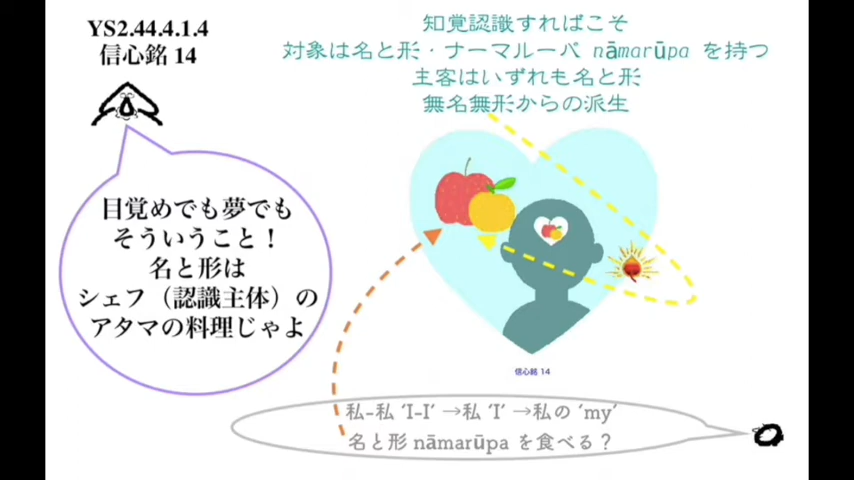 YS2.44.4.1.4
信心銘 14
知覚認識すればこそ
対象は名と形・ナーマルーパ nāmarūpa を持つ
主客はいずれも名と形
無名無形からの派生
目覚めでも夢でも
そういうこと！
名と形は
シェフ（認識主体）の
アタマの料理じゃよ
信心銘 14
私–私 ‘I-I’ →私 ‘I’ →私の ‘my’
名と形 nāmarūpa を食べる？